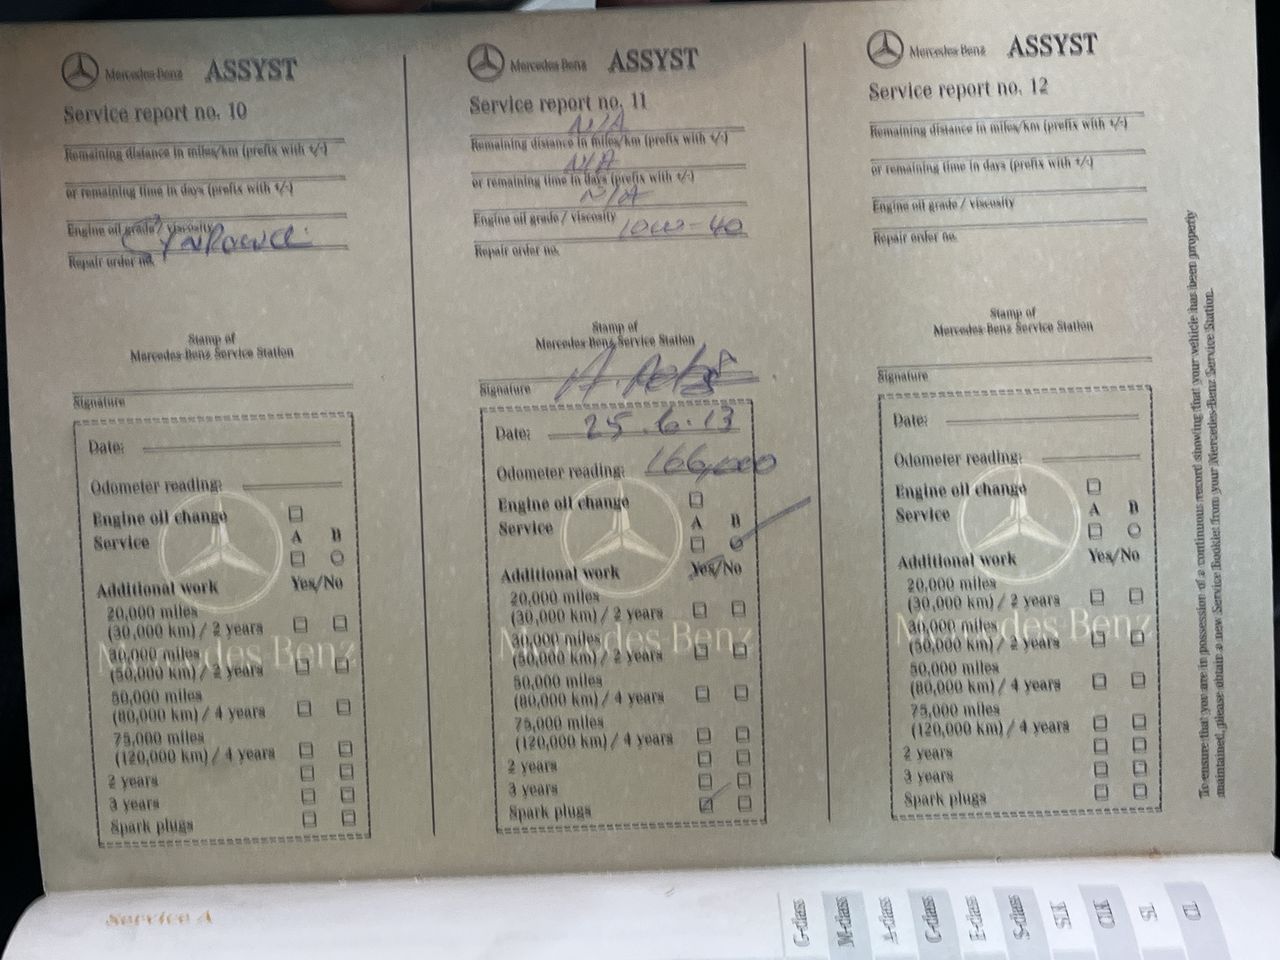 Mercedes-Benz ASSYST
Service report no. 10
Remaining distance in miles/km (prefix with +/-)
or remaining time in days (prefix with +/-)
Engine oil grade / viscosity
Repair order no.
Stamp of
Mercedes-Benz Service Station
Signature
Date:
Odometer reading:
Engine oil change
Service A B
Additional work Yes/No
20,000 miles
(30,000 km) / 2 years
30,000 miles
(50,000 km) / 2 years
50,000 miles
(80,000 km) / 4 years
75,000 miles
(120,000 km) / 4 years
2 years
3 years
Spark plugs
Mercedes-Benz
Mercedes-Benz ASSYST
Service report no. 11
N/A
Remaining distance in miles/km (prefix with +/-)
N/A
or remaining time in days (prefix with +/-)
N/A
Engine oil grade / viscosity 10W-40
Repair order no.
Stamp of
Mercedes-Benz Service Station
Signature
Date: 25.6.13
Odometer reading: 166,000
Engine oil change
Service A B
Additional work Yes/No
20,000 miles
(30,000 km) / 2 years
30,000 miles
(50,000 km) / 2 years
50,000 miles
(80,000 km) / 4 years
75,000 miles
(120,000 km) / 4 years
2 years
3 years
Spark plugs
Mercedes-Benz
Mercedes-Benz ASSYST
Service report no. 12
Remaining distance in miles/km (prefix with +/-)
or remaining time in days (prefix with +/-)
Engine oil grade / viscosity
Repair order no.
Stamp of
Mercedes-Benz Service Station
Signature
Date:
Odometer reading:
Engine oil change
Service A B
Additional work Yes/No
20,000 miles
(30,000 km) / 2 years
30,000 miles
(50,000 km) / 2 years
50,000 miles
(80,000 km) / 4 years
75,000 miles
(120,000 km) / 4 years
2 years
3 years
Spark plugs
Mercedes-Benz
To ensure that you are in possession of a continuous record showing that your vehicle has been properly
maintained, please obtain a new Service Booklet from your Mercedes-Benz Service Station.
Service A
G-class
M-class
A-class
C-class
E-class
S-class
SLK
CLK
SL
CL